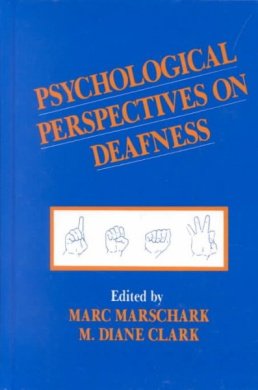 PSYCHOLOGICAL
PERSPECTIVES ON
DEAFNESS
Edited by
MARC MARSCHARK
M. DIANE CLARK